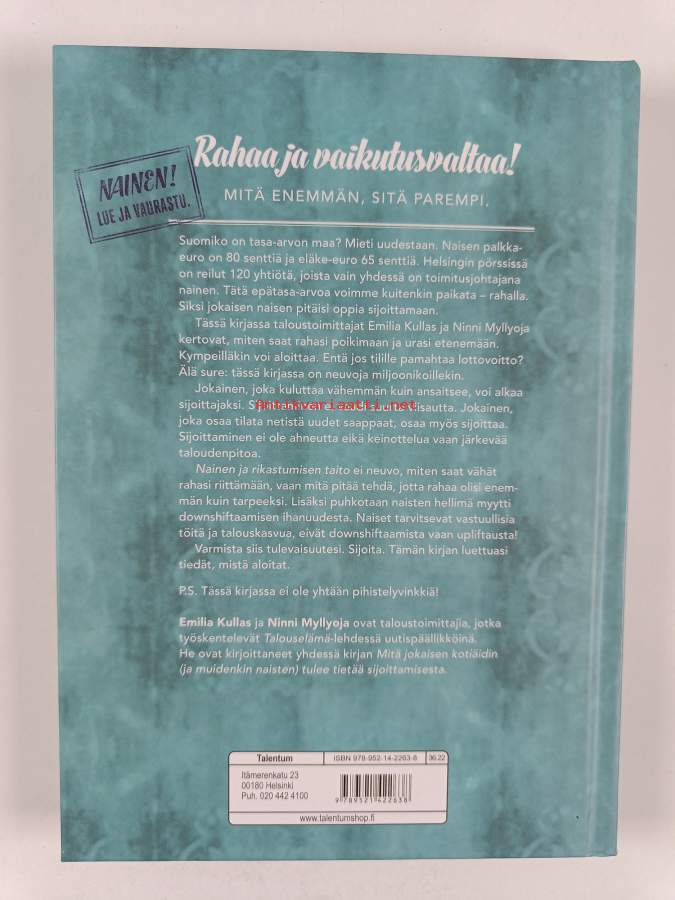 Rahaa ja vaikutusvaltaa!
NAINEN!
LUE JA VAURASTU.
MITÄ ENEMMÄN, SITÄ PAREMPI.
Suomiko on tasa-arvon maa? Mieti uudestaan. Naisen palkka-
euro on 80 senttiä ja eläke-euro 65 senttiä. Helsingin pörssissä
on reilut 120 yhtiötä, joista vain yhdessä on toimitusjohtajana
nainen. Tätä epätasa-arvoa voimme kuitenkin paikata – rahalla.
Siksi jokaisen naisen pitäisi oppia sijoittamaan.
Tässä kirjassa taloustoimittajat Emilia Kullas ja Ninni Myllyoja
kertovat, miten saat rahasi poikimaan ja urasi etenemään.
Kympeilläkin voi aloittaa. Entä jos tilille pamahtaa lottovoitto?
Älä sure: tässä kirjassa on neuvoja miljoonikoillekin.
Jokainen, joka kuluttaa vähemmän kuin ansaitsee, voi alkaa
sijoittajaksi.
Antikvariaatti.net
joka osaa tilata netistä uudet saappaat, osaa myös sijoittaa.
Sijoittaminen ei ole ahneutta eikä keinottelua vaan järkevää
taloudenpitoa.
Nainen ja rikastumisen taito ei neuvo, miten saat vähät
rahasi riittämään, vaan mitä pitää tehdä, jotta rahaa olisi enem-
män kuin tarpeeksi. Lisäksi puhkotaan naisten hellimä myytti
downshiftaamisen ihanuudesta. Naiset tarvitsevat vastuullisia
töitä ja talouskasvua, eivät downshiftaamista vaan upliftausta!
Varmista siis tulevaisuutesi. Sijoita. Tämän kirjan luettuasi
tiedät, mistä aloitat.
P.S. Tässä kirjassa ei ole yhtään pihistelyvinkkiä!
Emilia Kullas ja Ninni Myllyoja ovat taloustoimittajia, jotka
työskentelevät Talouselämä-lehdessä uutispäällikköinä.
He ovat kirjoittaneet yhdessä kirjan Mitä jokaisen kotiäidin
(ja muidenkin naisten) tulee tietää sijoittamisesta.
Talentum
ISBN 978-952-14-2263-8
36.22
Itämerenkatu 23
00180 Helsinki
Puh. 020 442 4100
9 789521 422638
www.talentumshop.fi